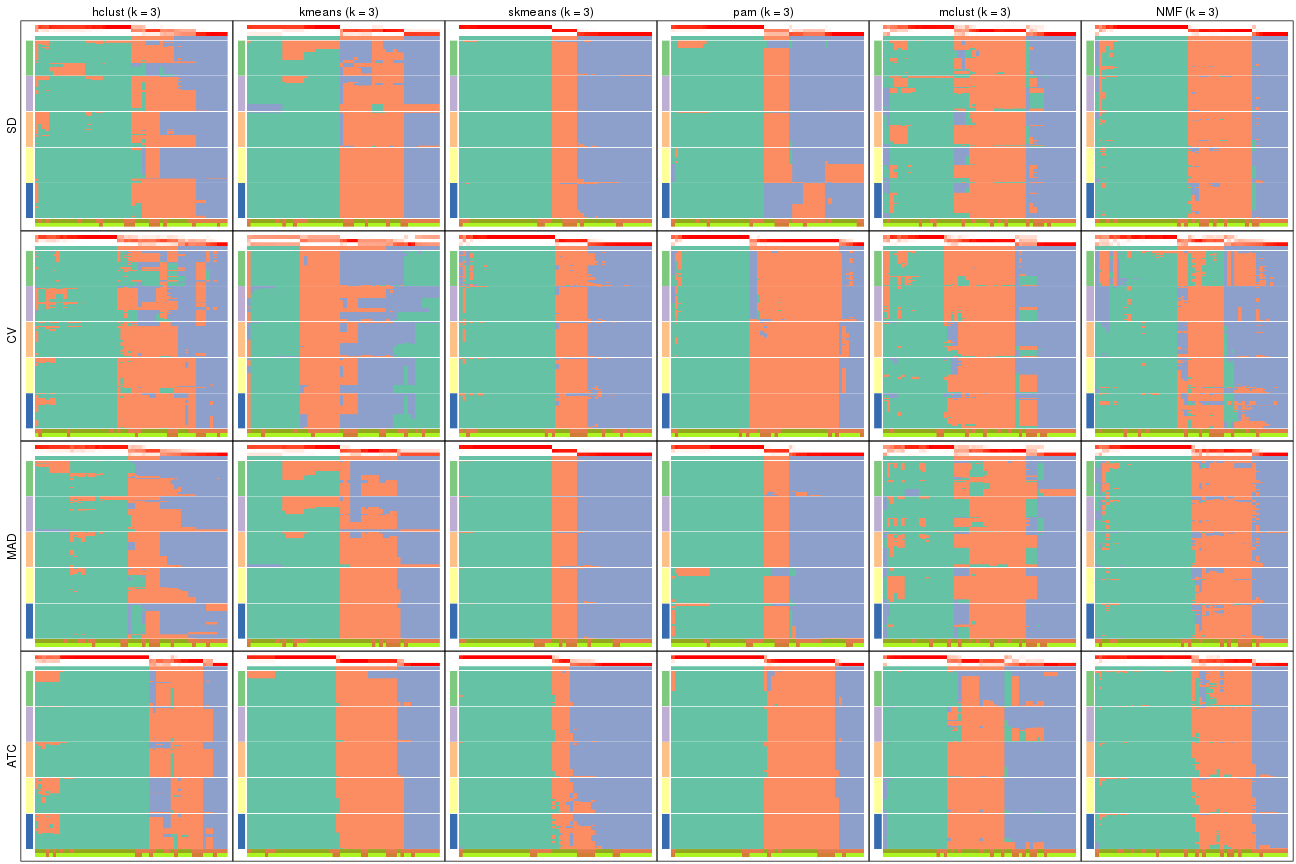 hclust (k = 3) kmeans (k = 3) skmeans (k = 3) pam (k = 3) mclust (k = 3) NMF (k = 3)
SD
CV
MAD
ATC